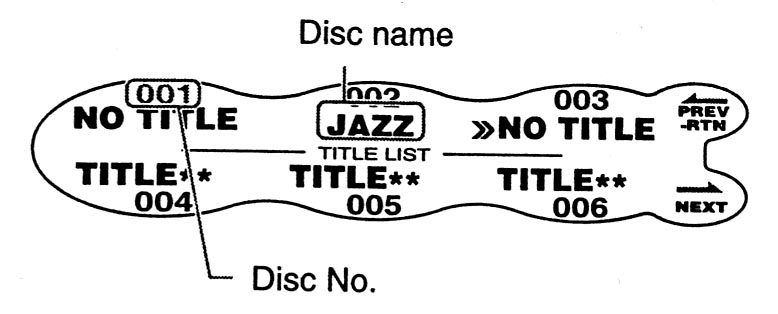 Disc name
001 002 003
NO TITLE JAZZ »NO TITLE
PREV
-RTN
TITLE LIST
TITLE** TITLE** TITLE**
004 005 006
NEXT
Disc No.